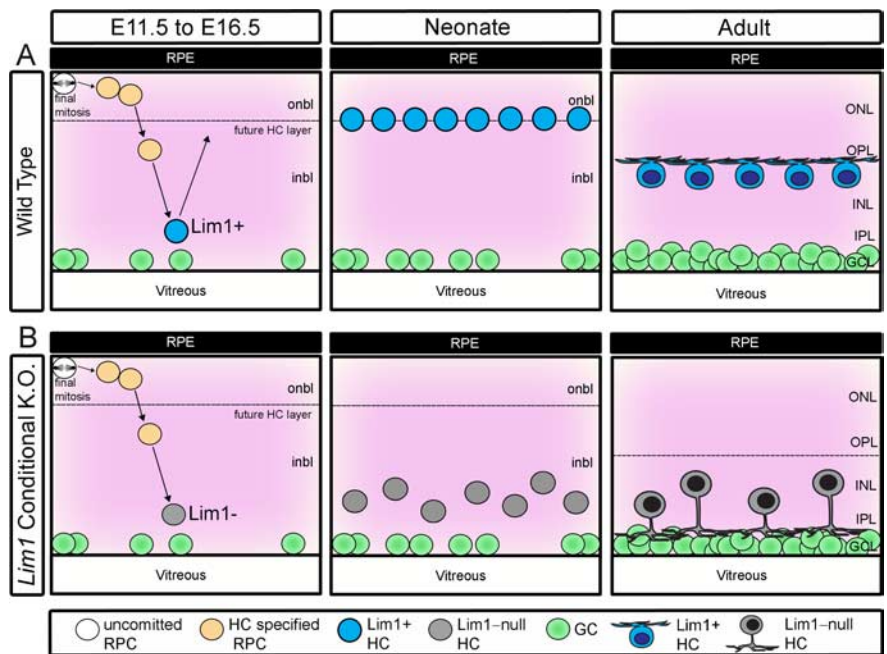 E11.5 to E16.5
Neonate
Adult
A
Wild Type
RPE
final
mitosis
onbl
future HC layer
inbl
Lim1+
Vitreous
RPE
onbl
inbl
Vitreous
RPE
ONL
OPL
INL
IPL
GCL
Vitreous
B
Lim1 Conditional K.O.
RPE
final
mitosis
onbl
future HC layer
inbl
Lim1-
Vitreous
RPE
onbl
inbl
Vitreous
RPE
ONL
OPL
INL
IPL
GCL
Vitreous
uncomitted
RPC
HC specified
RPC
Lim1+
HC
Lim1−null
HC
GC
Lim1+
HC
Lim1−null
HC